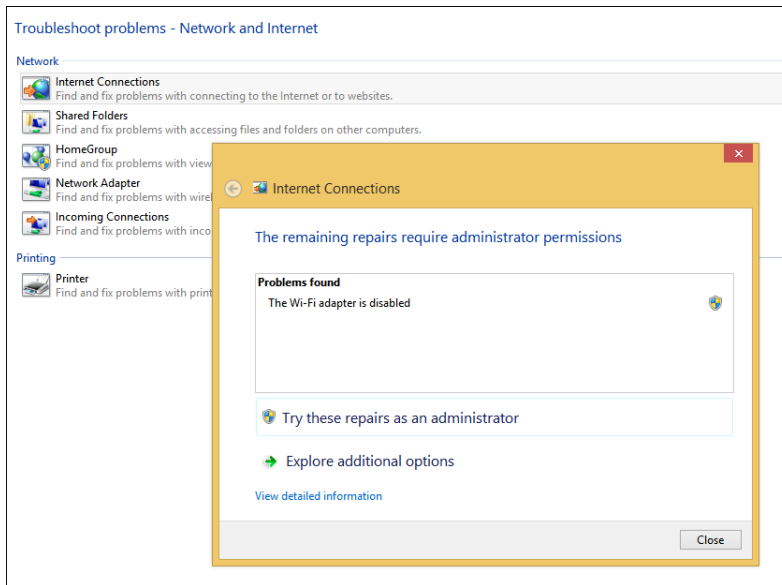 Troubleshoot problems - Network and Internet
Network
Internet Connections
Find and fix problems with connecting to the Internet or to websites.
Shared Folders
Find and fix problems with accessing files and folders on other computers.
HomeGroup
Find and fix problems with view
Network Adapter
Find and fix problems with wirel
Incoming Connections
Find and fix problems with inco
Printing
Printer
Find and fix problems with print
Internet Connections
The remaining repairs require administrator permissions
Problems found
The Wi-Fi adapter is disabled
Try these repairs as an administrator
Explore additional options
View detailed information
Close